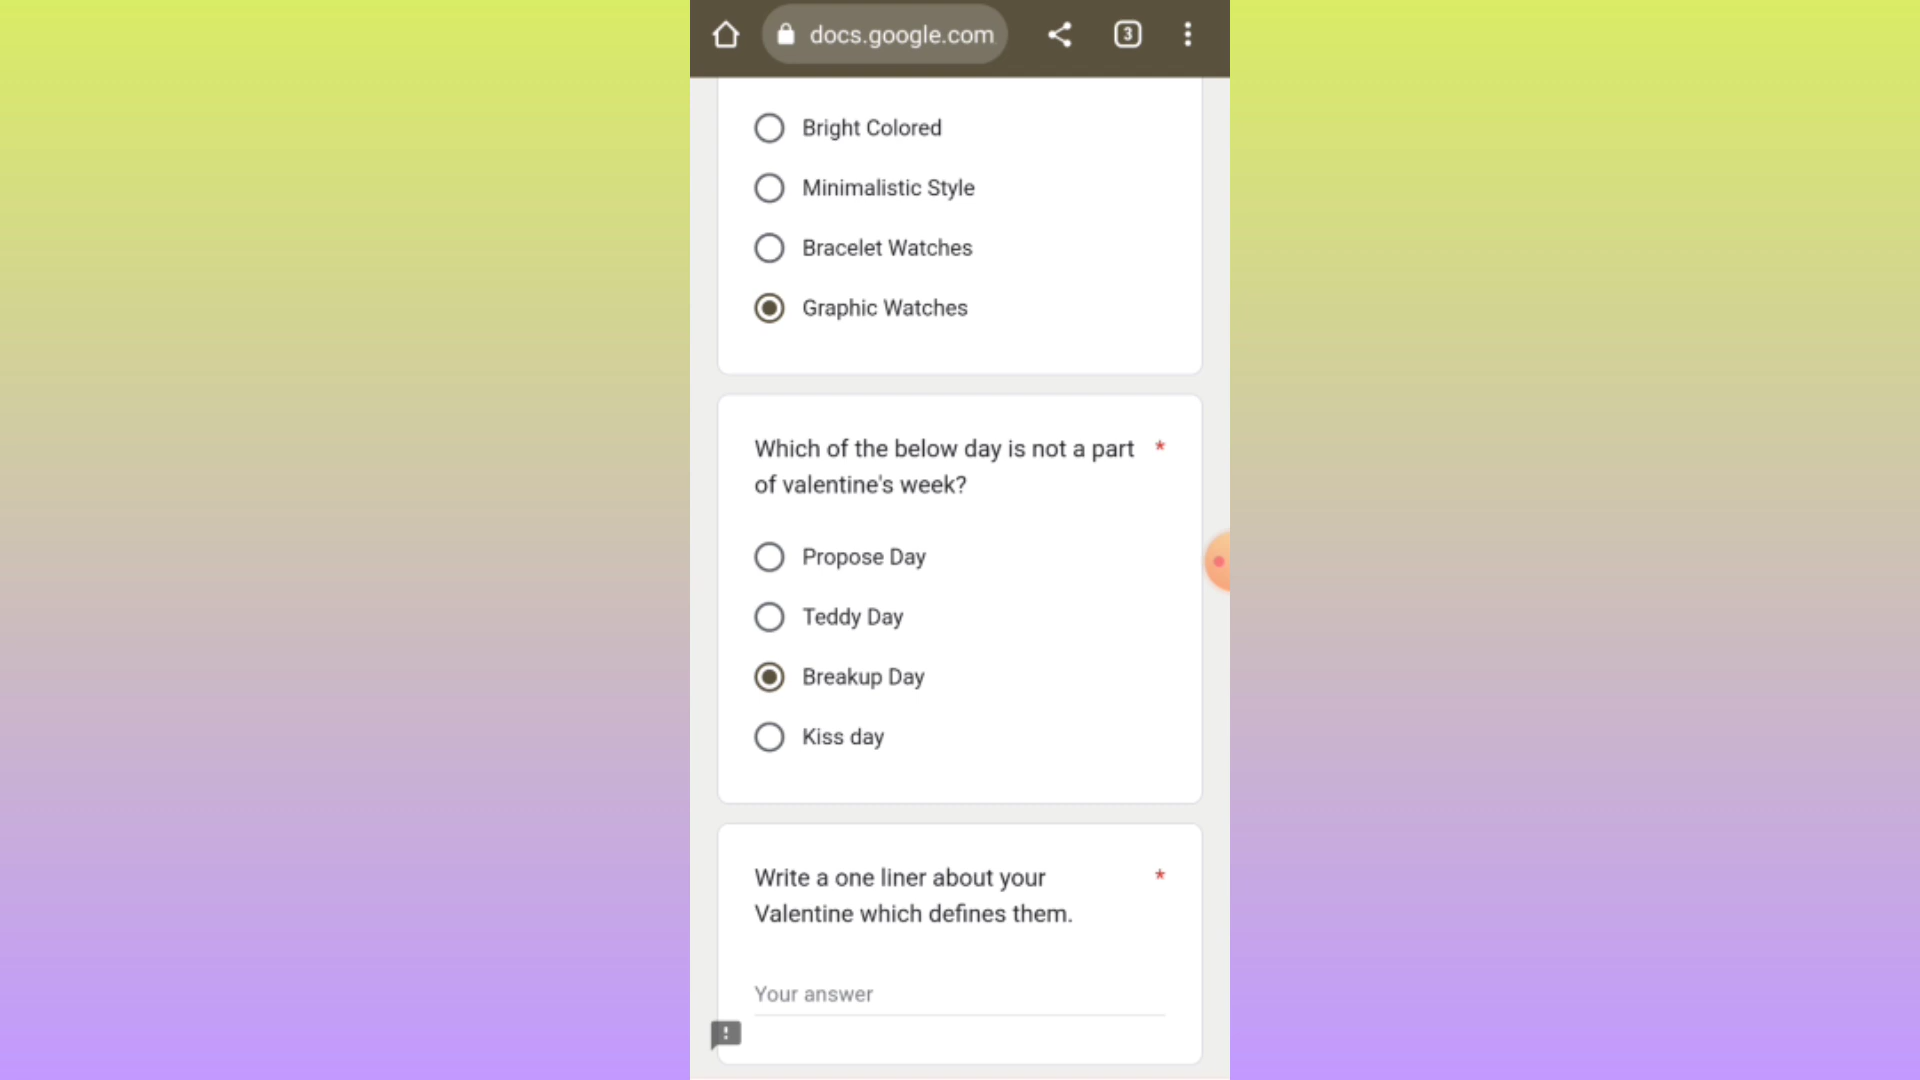 docs.google.com
3
Bright Colored
Minimalistic Style
Bracelet Watches
Graphic Watches
Which of the below day is not a part *
of valentine's week?
Propose Day
Teddy Day
Breakup Day
Kiss day
Write a one liner about your *
Valentine which defines them.
Your answer
!